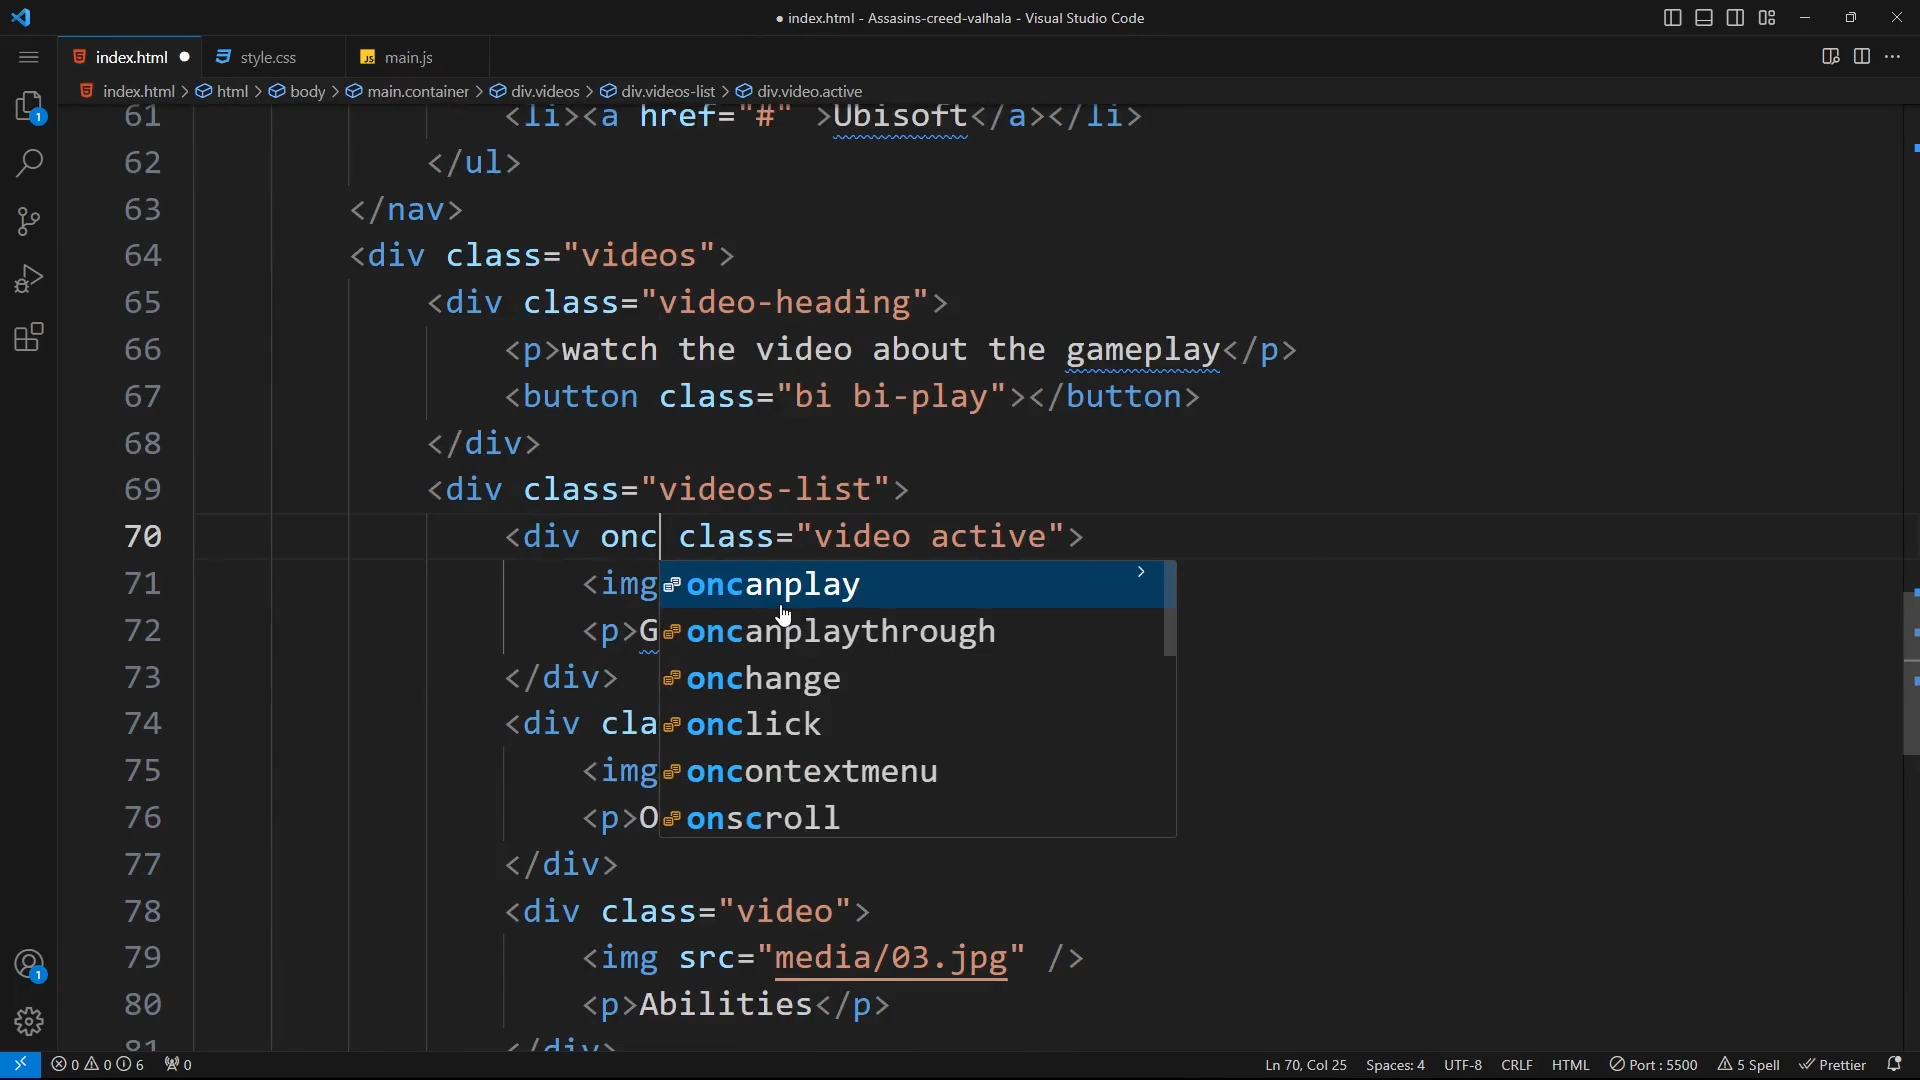 index.html - Assasins-creed-valhala - Visual Studio Code
index.html
style.css
JS main.js
index.html > html > body > main.container > div.videos > div.videos-list > div.video.active
61 <li><a href="#" >Ubisoft</a></li>
62 </ul>
63 </nav>
64 <div class="videos">
65 <div class="video-heading">
66 <p>watch the video about the gameplay</p>
67 <button class="bi bi-play"></button>
68 </div>
69 <div class="videos-list">
70 <div onc class="video active">
71 <img
oncanplay
72 <p>G
oncanplaythrough
73 </div>
onchange
74 <div cla
onclick
75 <img
oncontextmenu
76 <p>O
onscroll
77 </div>
78 <div class="video">
79 <img src="media/03.jpg" />
80 <p>Abilities</p>
81 </div>
1
1
0 0 6 0 Ln 70, Col 25 Spaces: 4 UTF-8 CRLF HTML Port : 5500 5 Spell Prettier